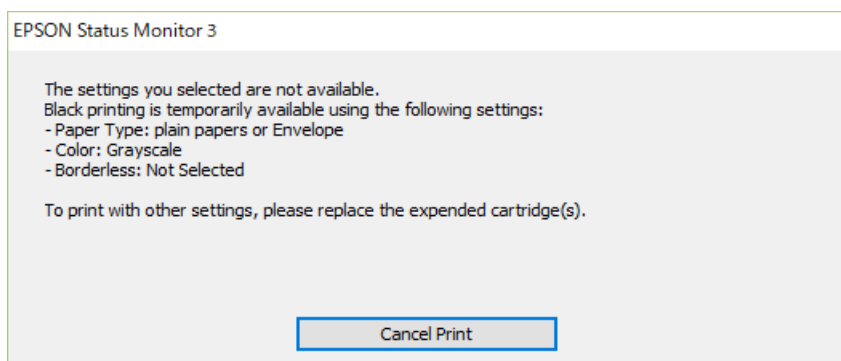 EPSON Status Monitor 3
The settings you selected are not available.
Black printing is temporarily available using the following settings:
- Paper Type: plain papers or Envelope
- Color: Grayscale
- Borderless: Not Selected
To print with other settings, please replace the expended cartridge(s).
Cancel Print